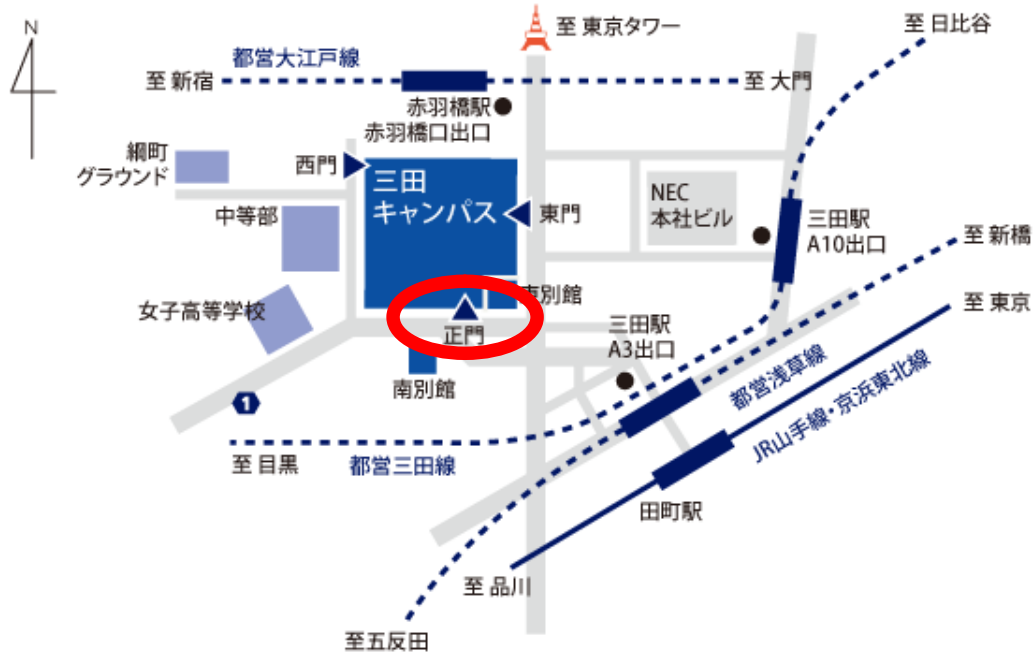 N
至 東京タワー
至 日比谷
都営大江戸線
至 新宿
至 大門
赤羽橋駅
赤羽橋口出口
綱町
グラウンド
西門
三田
キャンパス
中等部
東門
NEC
本社ビル
三田駅
A10出口
至 新橋
女子高等学校
南別館
正門
三田駅
A3出口
至 東京
南別館
1
都営浅草線
JR山手線・京浜東北線
至 目黒
都営三田線
田町駅
至 品川
至五反田